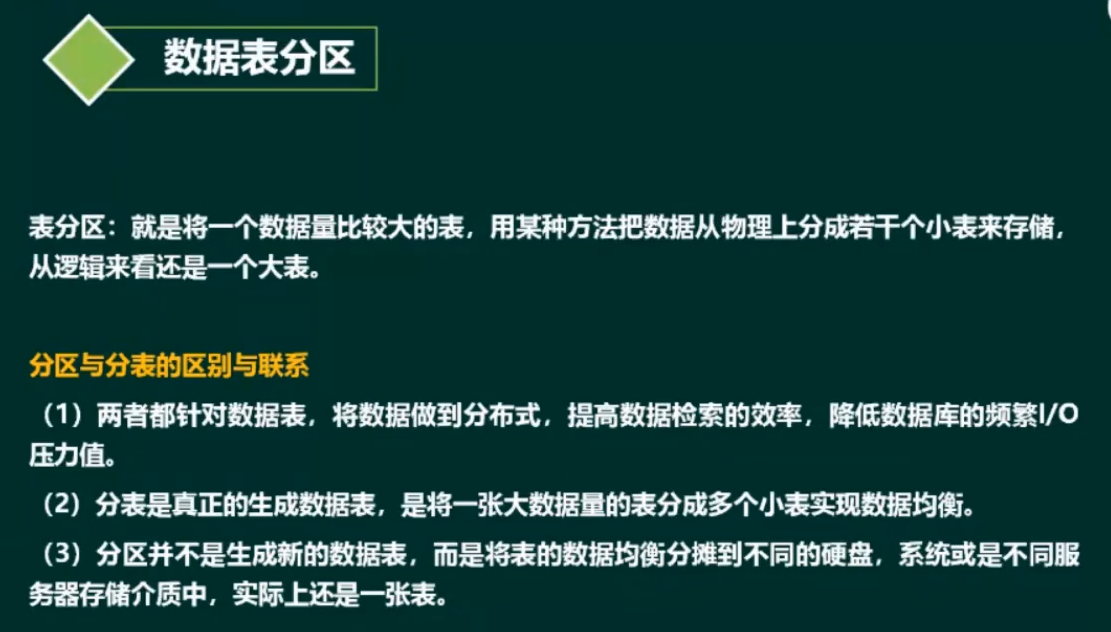 数据表分区
表分区：就是将一个数据量比较大的表，用某种方法把数据从物理上分成若干个小表来存储，
从逻辑来看还是一个大表。
分区与分表的区别与联系
（1）两者都针对数据表，将数据做到分布式，提高数据检索的效率，降低数据库的频繁I/O
压力值。
（2）分表是真正的生成数据表，是将一张大数据量的表分成多个小表实现数据均衡。
（3）分区并不是生成新的数据表，而是将表的数据均衡分摊到不同的硬盘，系统或是不同服
务器存储介质中，实际上还是一张表。